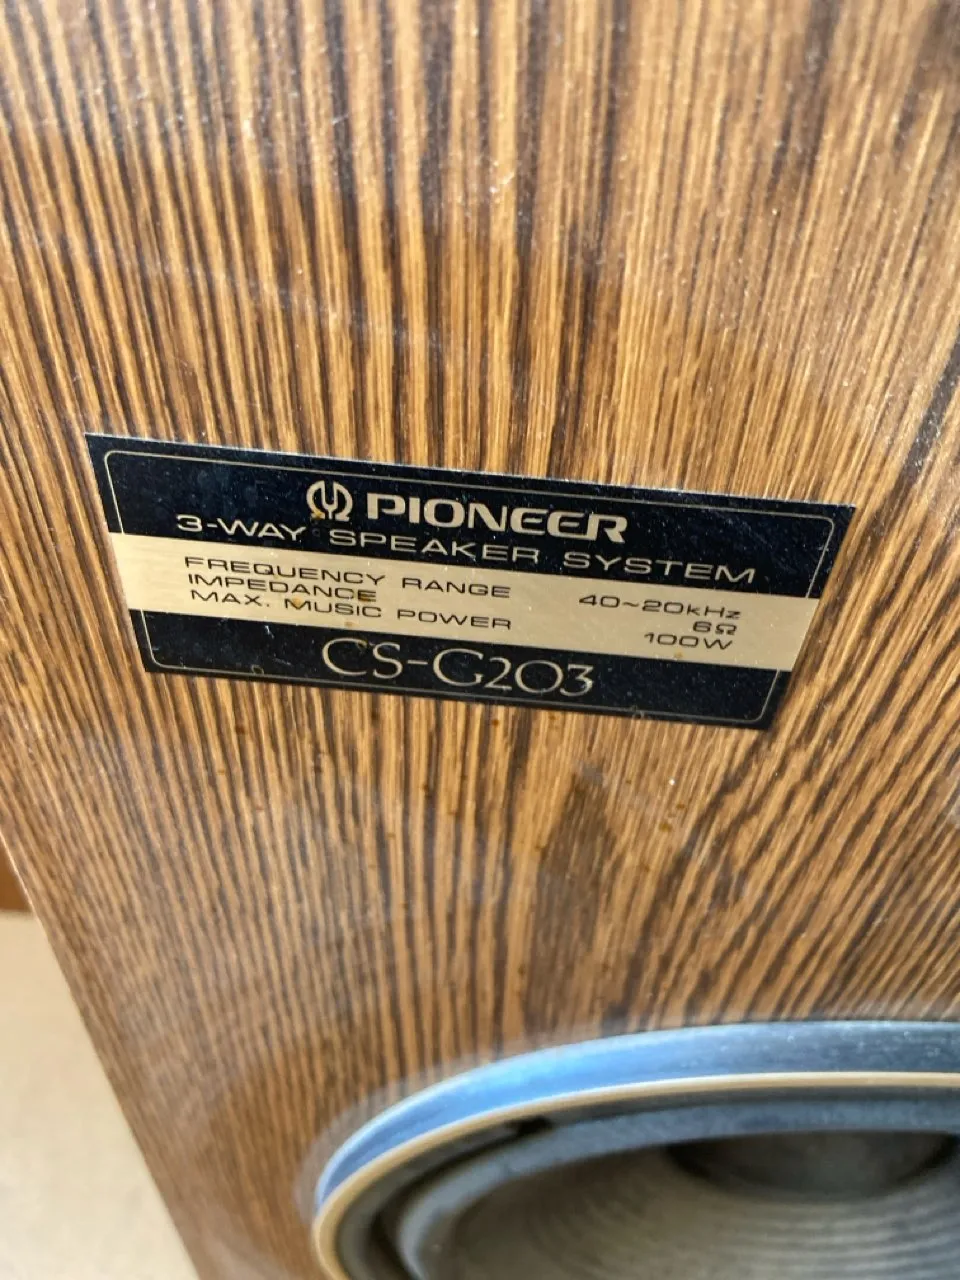 PIONEER
3-WAY SPEAKER SYSTEM
FREQUENCY RANGE 40~20kHz
IMPEDANCE 6Ω
MAX. MUSIC POWER 100W
CS-G203